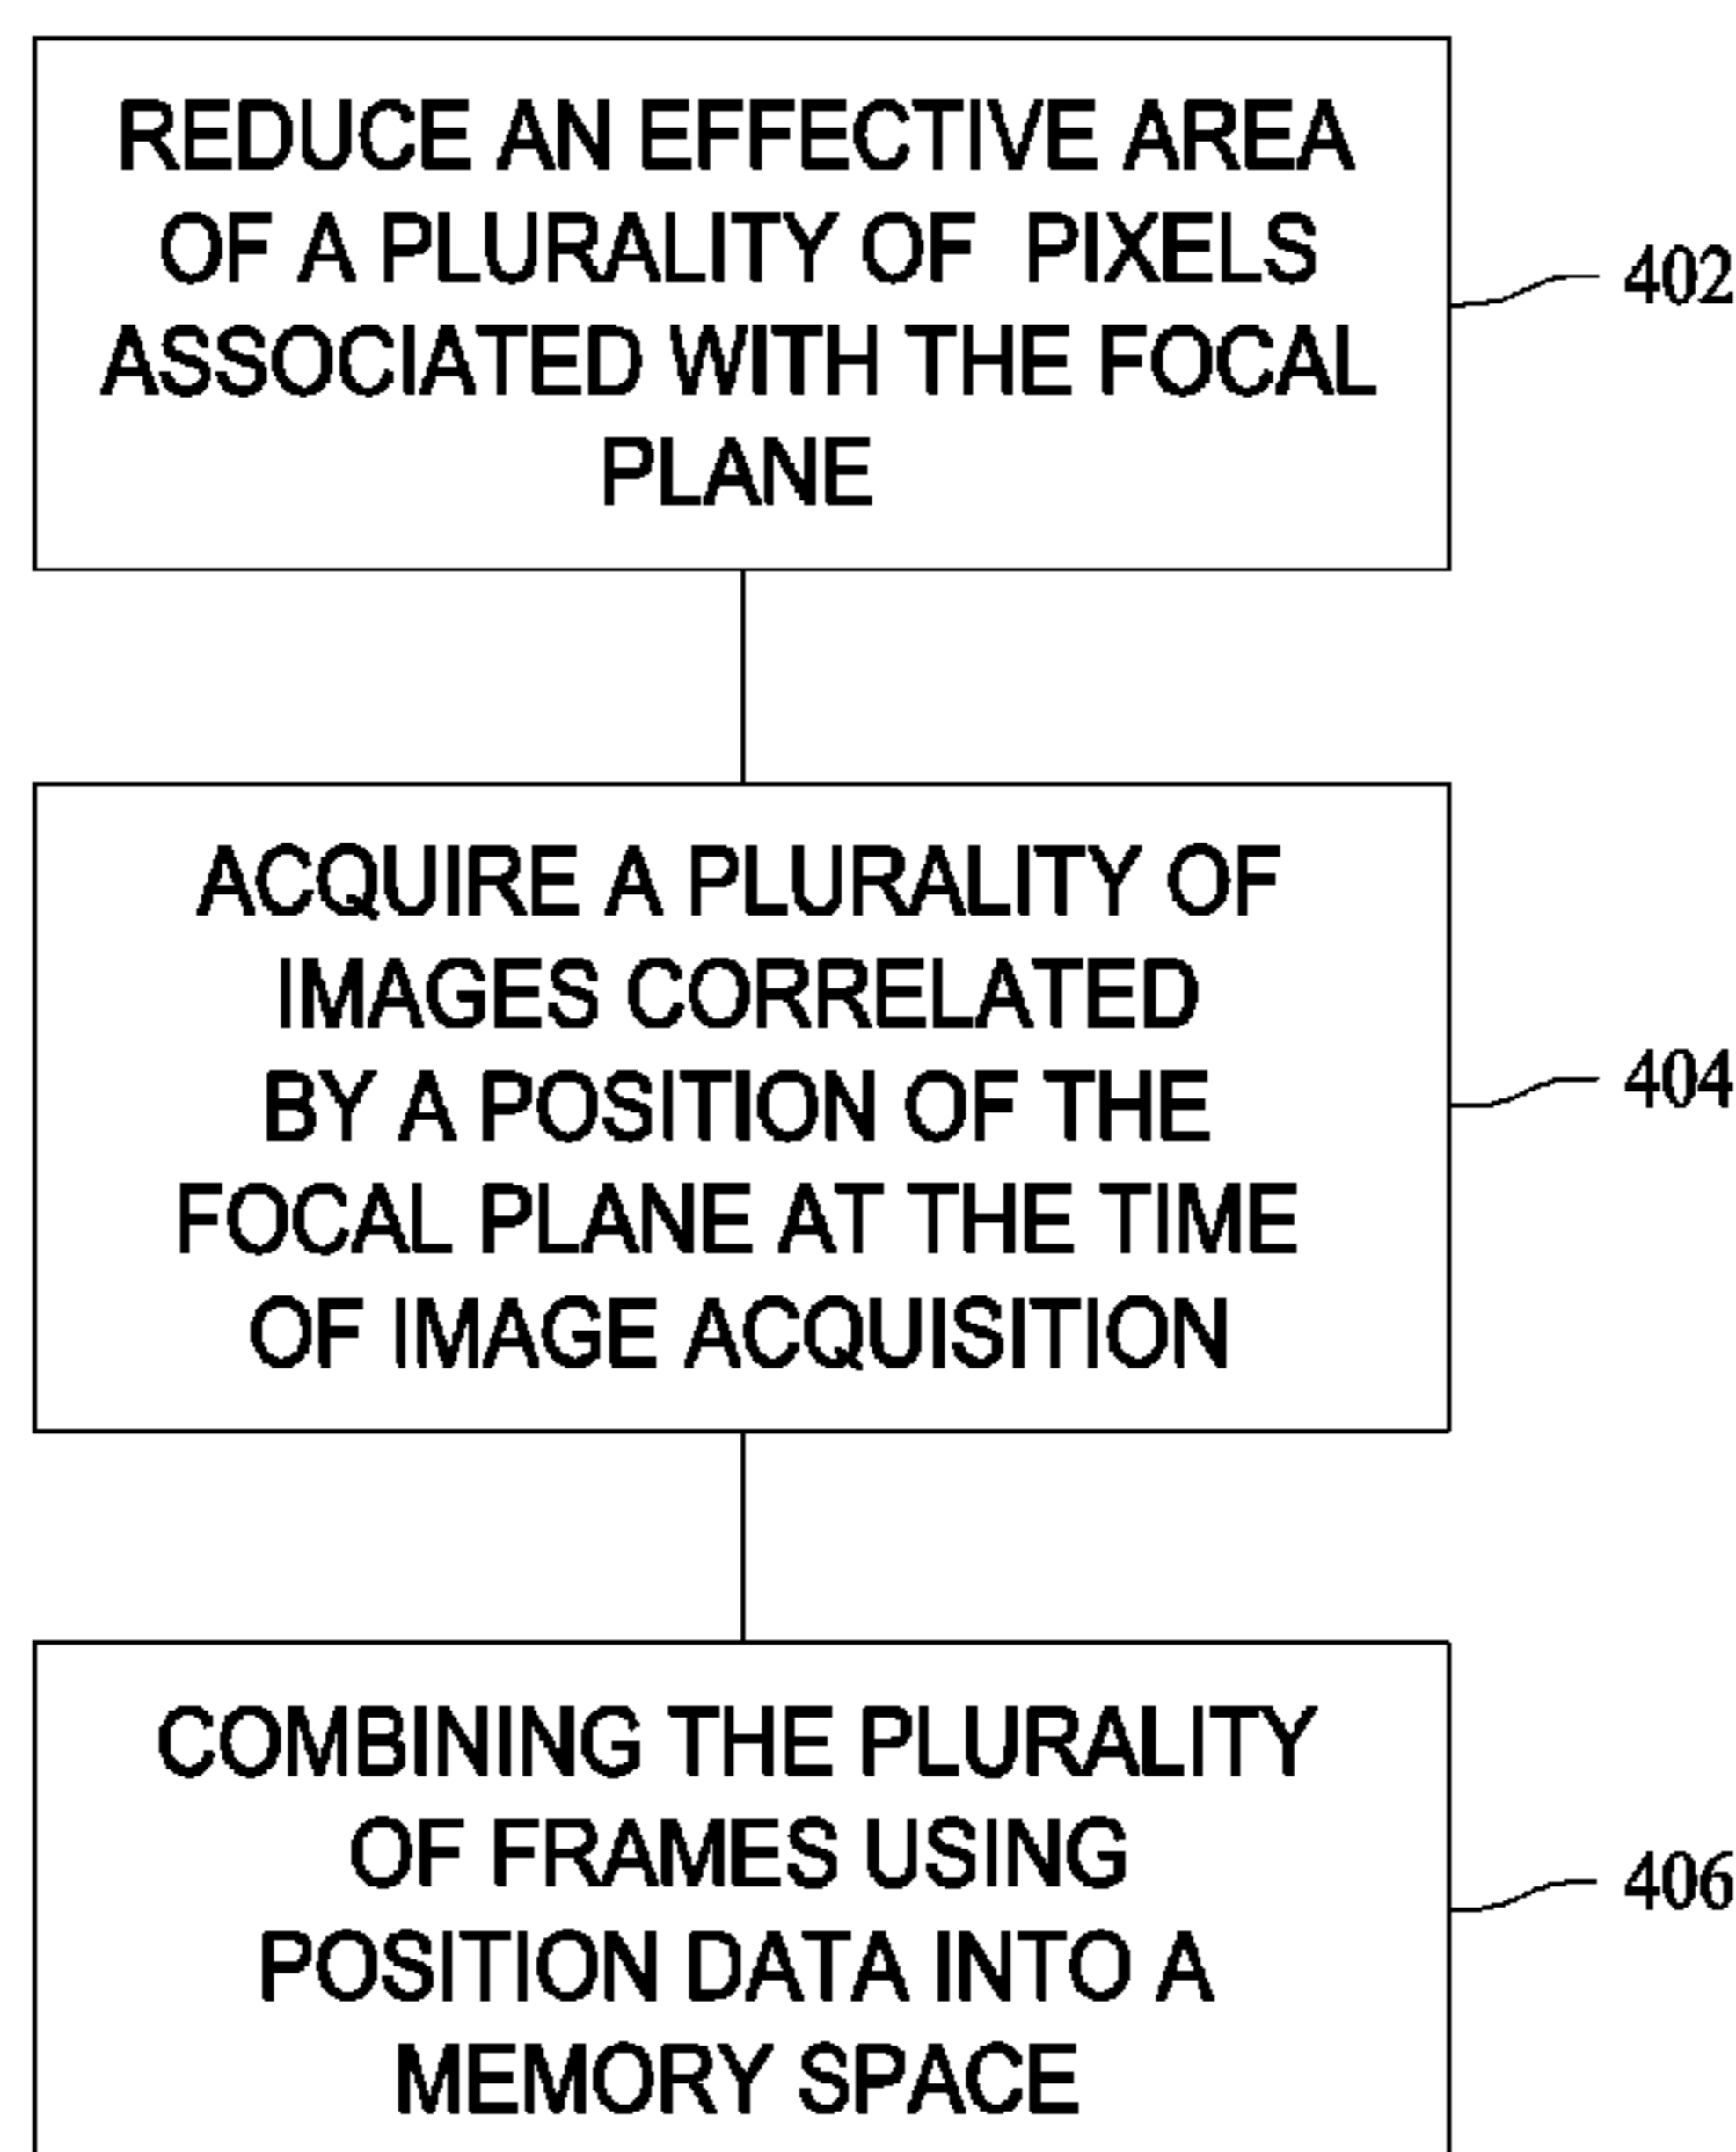 REDUCE AN EFFECTIVE AREA
OF A PLURALITY OF PIXELS
ASSOCIATED WITH THE FOCAL
PLANE
402
ACQUIRE A PLURALITY OF
IMAGES CORRELATED
BY A POSITION OF THE
FOCAL PLANE AT THE TIME
OF IMAGE ACQUISITION
404
COMBINING THE PLURALITY
OF FRAMES USING
POSITION DATA INTO A
MEMORY SPACE
406